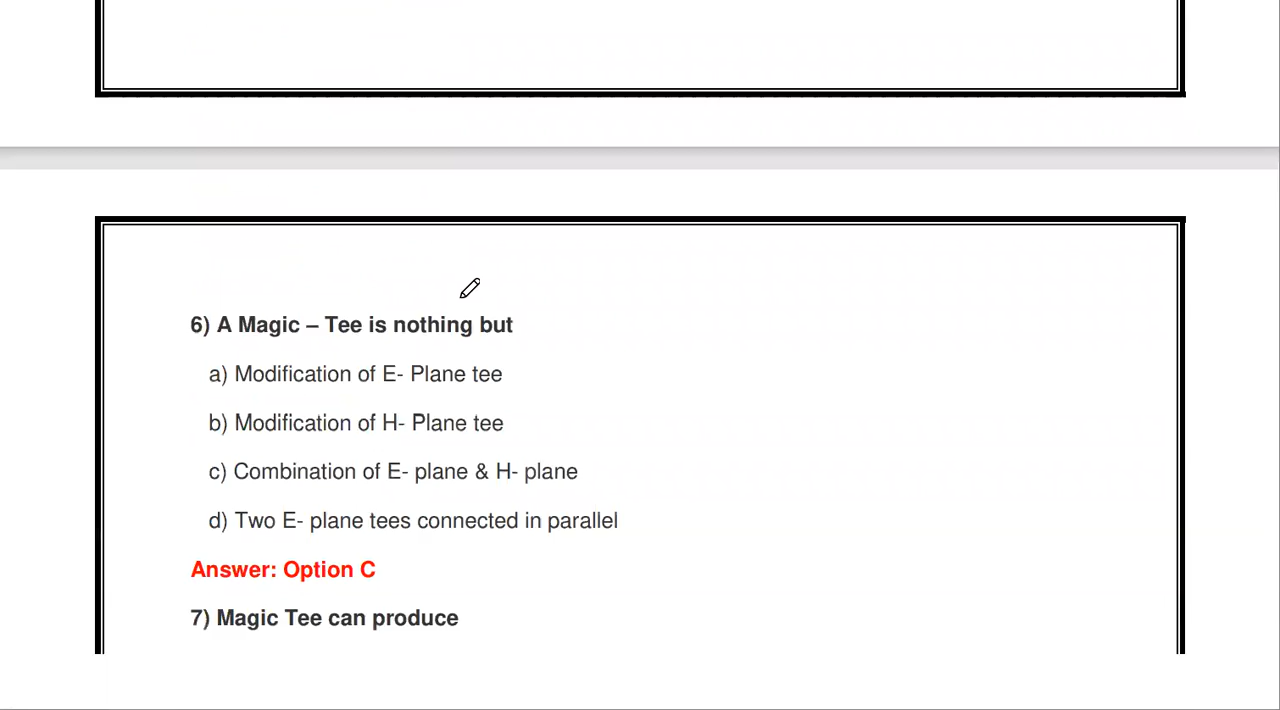 6) A Magic – Tee is nothing but
a) Modification of E- Plane tee
b) Modification of H- Plane tee
c) Combination of E- plane & H- plane
d) Two E- plane tees connected in parallel
Answer: Option C
7) Magic Tee can produce